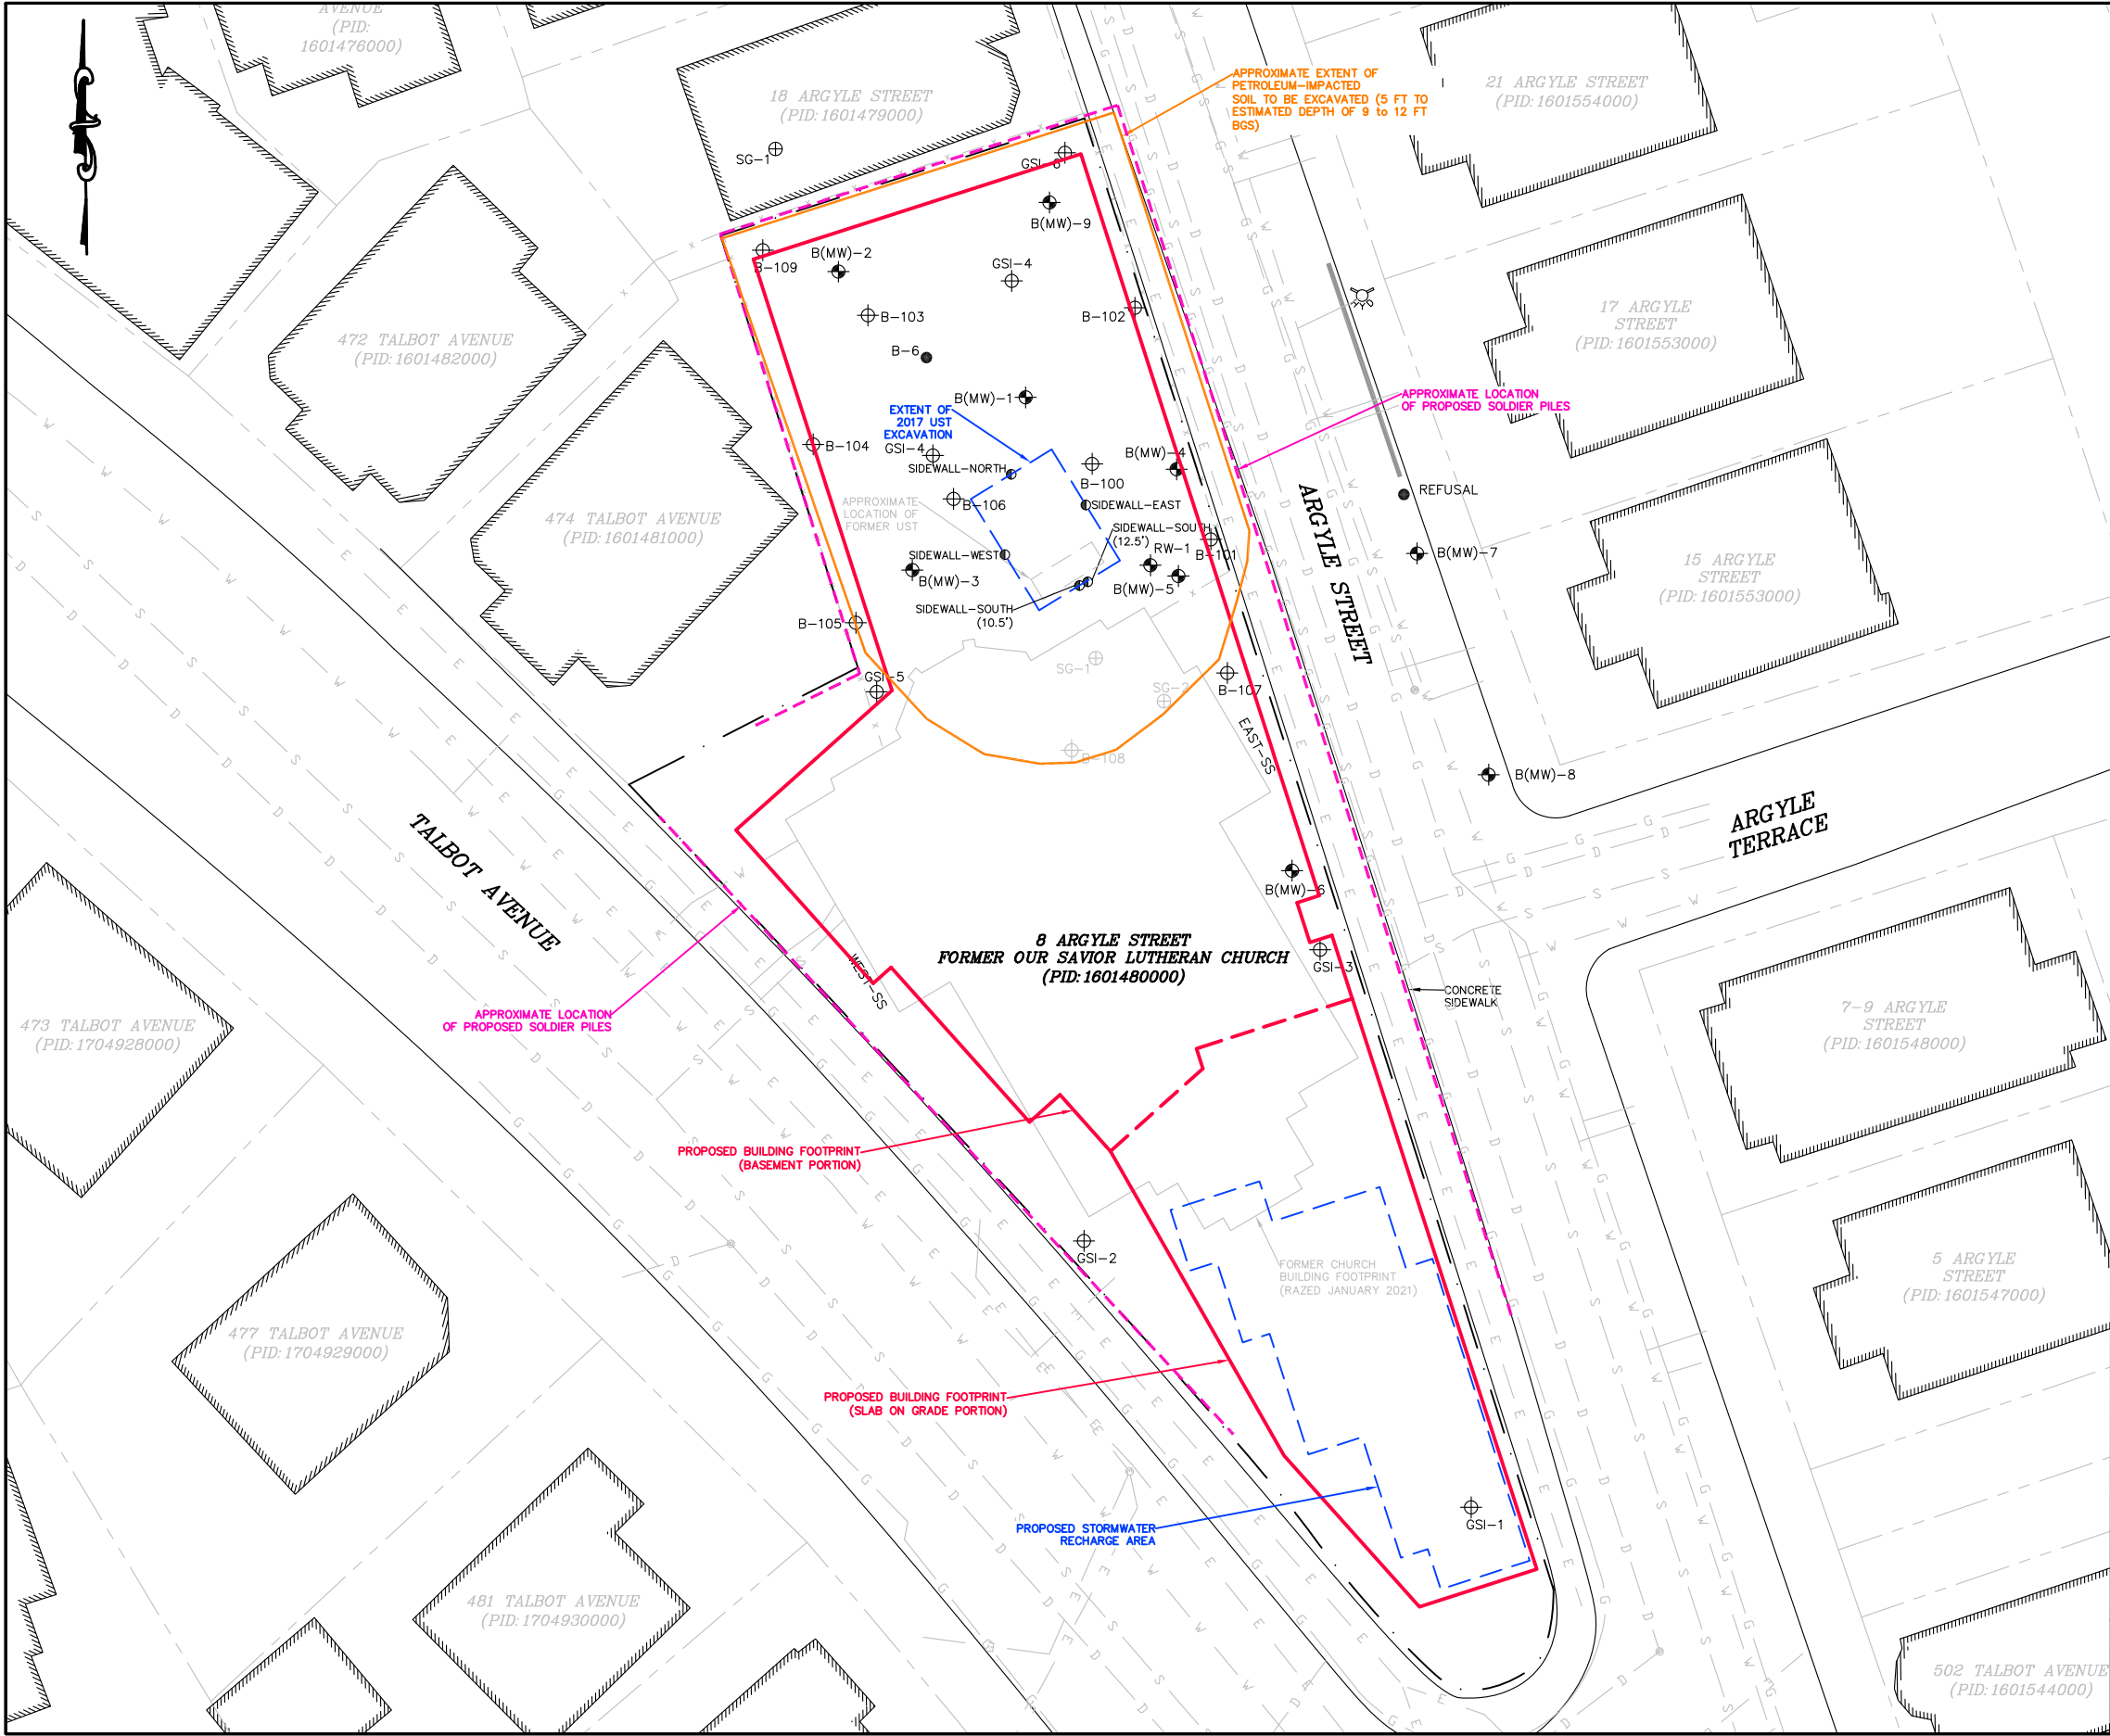 AVENUE
(PID:
1601476000)
18 ARGYLE STREET
(PID: 1601479000)
SG-1
APPROXIMATE EXTENT OF
PETROLEUM-IMPACTED
SOIL TO BE EXCAVATED (5 FT TO
ESTIMATED DEPTH OF 9 to 12 FT
BGS)
21 ARGYLE STREET
(PID: 1601554000)
GSI-6
B(MW)-9
B-109
B(MW)-2
GSI-4
B-103
B-102
B-6
472 TALBOT AVENUE
(PID: 1601482000)
17 ARGYLE
STREET
(PID: 1601553000)
B(MW)-1
APPROXIMATE LOCATION
OF PROPOSED SOLDIER PILES
EXTENT OF
2017 UST
EXCAVATION
B-104
GSI-4
B(MW)-4
SIDEWALL-NORTH
B-100
REFUSAL
APPROXIMATE
LOCATION OF
FORMER UST
B-106
SIDEWALL-EAST
474 TALBOT AVENUE
(PID: 1601481000)
SIDEWALL-SOUTH
(12.5')
SIDEWALL-WEST
RW-1
B-101
B(MW)-7
B(MW)-3
B(MW)-5
15 ARGYLE
STREET
(PID: 1601553000)
ARGYLE STREET
SIDEWALL-SOUTH
(10.5')
B-105
SG-1
GSI-5
SG-2
B-107
EAST-SS
B-108
B(MW)-8
ARGYLE
TERRACE
TALBOT AVENUE
B(MW)-6
8 ARGYLE STREET
FORMER OUR SAVIOR LUTHERAN CHURCH
(PID: 1601480000)
GSI-3
WEST-SS
CONCRETE
SIDEWALK
APPROXIMATE LOCATION
OF PROPOSED SOLDIER PILES
473 TALBOT AVENUE
(PID: 1704928000)
7-9 ARGYLE
STREET
(PID: 1601548000)
PROPOSED BUILDING FOOTPRINT
(BASEMENT PORTION)
GSI-2
FORMER CHURCH
BUILDING FOOTPRINT
(RAZED JANUARY 2021)
5 ARGYLE
STREET
(PID: 1601547000)
477 TALBOT AVENUE
(PID: 1704929000)
PROPOSED BUILDING FOOTPRINT
(SLAB ON GRADE PORTION)
GSI-1
PROPOSED STORMWATER
RECHARGE AREA
481 TALBOT AVENUE
(PID: 1704930000)
502 TALBOT AVENUE
(PID: 1601544000)